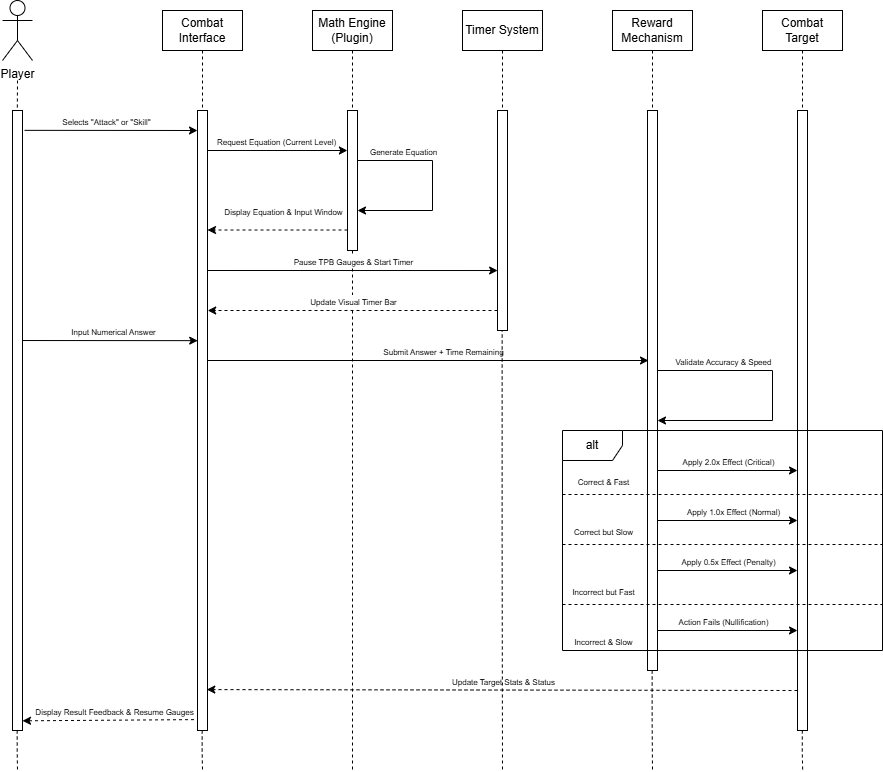 Player
Combat
Interface
Math Engine
(Plugin)
Timer System
Reward
Mechanism
Combat
Target
Selects "Attack" or "Skill"
Request Equation (Current Level)
Generate Equation
Display Equation & Input Window
Pause TPB Gauges & Start Timer
Update Visual Timer Bar
Input Numerical Answer
Submit Answer + Time Remaining
Validate Accuracy & Speed
alt
Apply 2.0x Effect (Critical)
Correct & Fast
Apply 1.0x Effect (Normal)
Correct but Slow
Apply 0.5x Effect (Penalty)
Incorrect but Fast
Action Fails (Nullification)
Incorrect & Slow
Update Target Stats & Status
Display Result Feedback & Resume Gauges